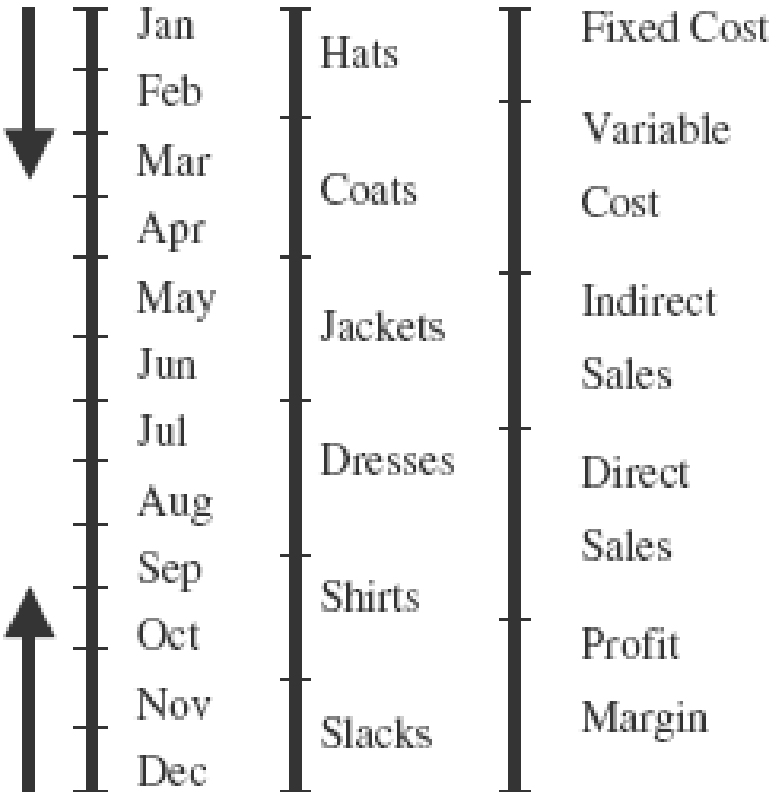 Jan
Feb
Mar
Apr
May
Jun
Jul
Aug
Sep
Oct
Nov
Dec
Hats
Coats
Jackets
Dresses
Shirts
Slacks
Fixed Cost
Variable
Cost
Indirect
Sales
Direct
Sales
Profit
Margin